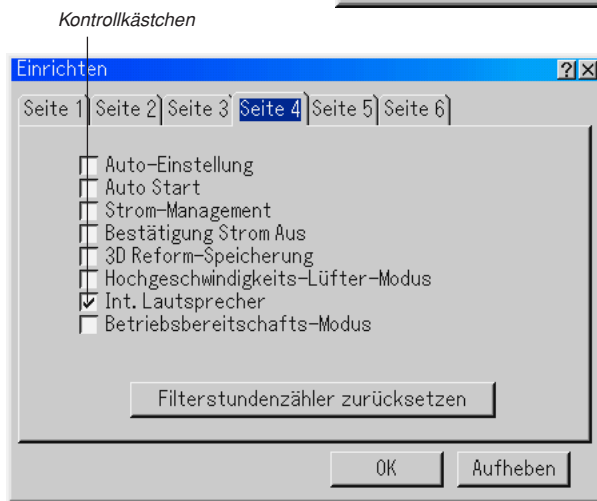 Kontrollkästchen
Einrichten
Seite 1 Seite 2 Seite 3 Seite 4 Seite 5 Seite 6
Auto-Einstellung
Auto Start
Strom-Management
Bestätigung Strom Aus
3D Reform-Speicherung
Hochgeschwindigkeits-Lüfter-Modus
Int. Lautsprecher
Betriebsbereitschafts-Modus
Filterstundenzähler zurücksetzen
OK Aufheben